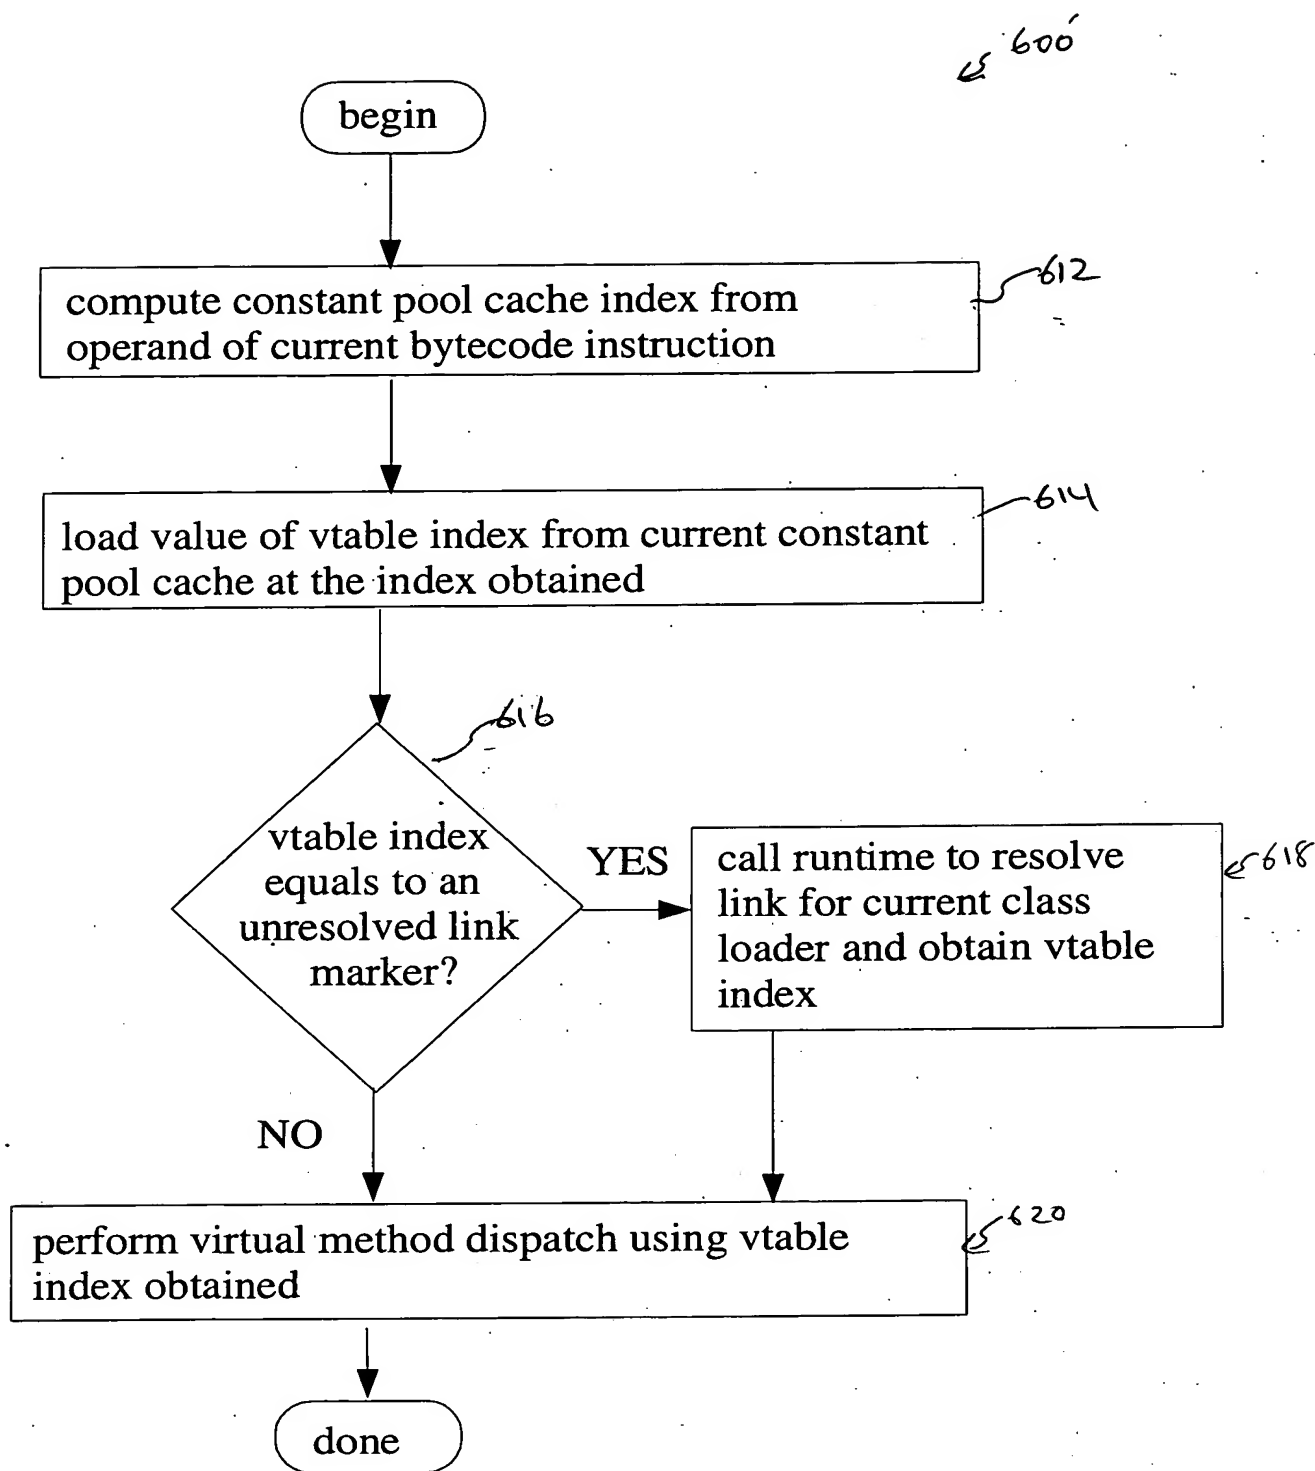 600'
begin
612
compute constant pool cache index from
operand of current bytecode instruction
614
load value of vtable index from current constant
pool cache at the index obtained
616
vtable index
equals to an
unresolved link
marker?
YES
call runtime to resolve
link for current class
loader and obtain vtable
index
618
NO
620
perform virtual method dispatch using vtable
index obtained
done